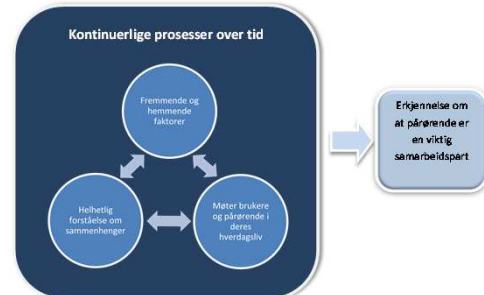 Kontinuerlige prosesser over tid
Fremmende og
hemmende
faktorer
Helhetlig
forståelse om
sammenhenger
Møter brukere
og pårørende i
deres
hverdagsliv
Erkjennelse om
at pårørende er
en viktig
samarbeidspart